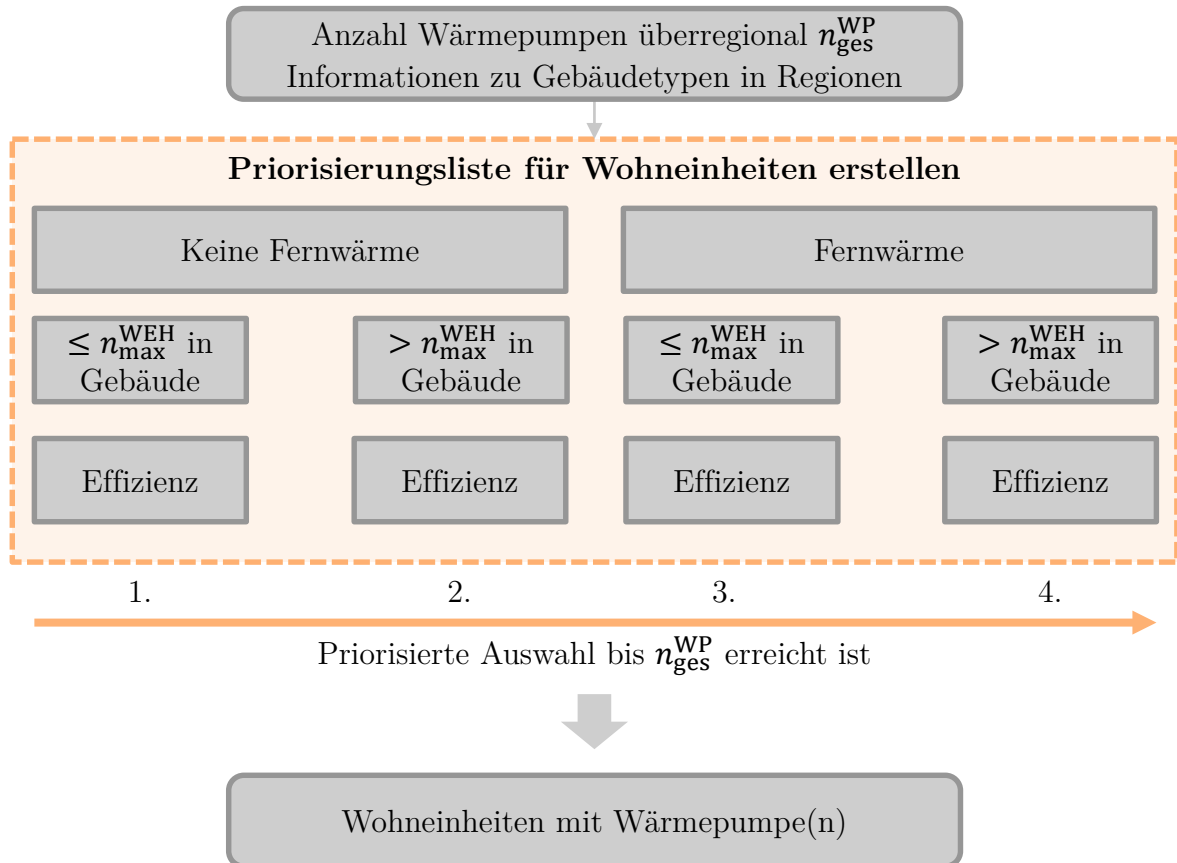 Anzahl Wärmepumpen überregional n_ges^WP
Informationen zu Gebäudetypen in Regionen
Priorisierungsliste für Wohneinheiten erstellen
Keine Fernwärme
Fernwärme
≤ n_max^WEH in
Gebäude
> n_max^WEH in
Gebäude
≤ n_max^WEH in
Gebäude
> n_max^WEH in
Gebäude
Effizienz
Effizienz
Effizienz
Effizienz
1.
2.
3.
4.
Priorisierte Auswahl bis n_ges^WP erreicht ist
Wohneinheiten mit Wärmepumpe(n)